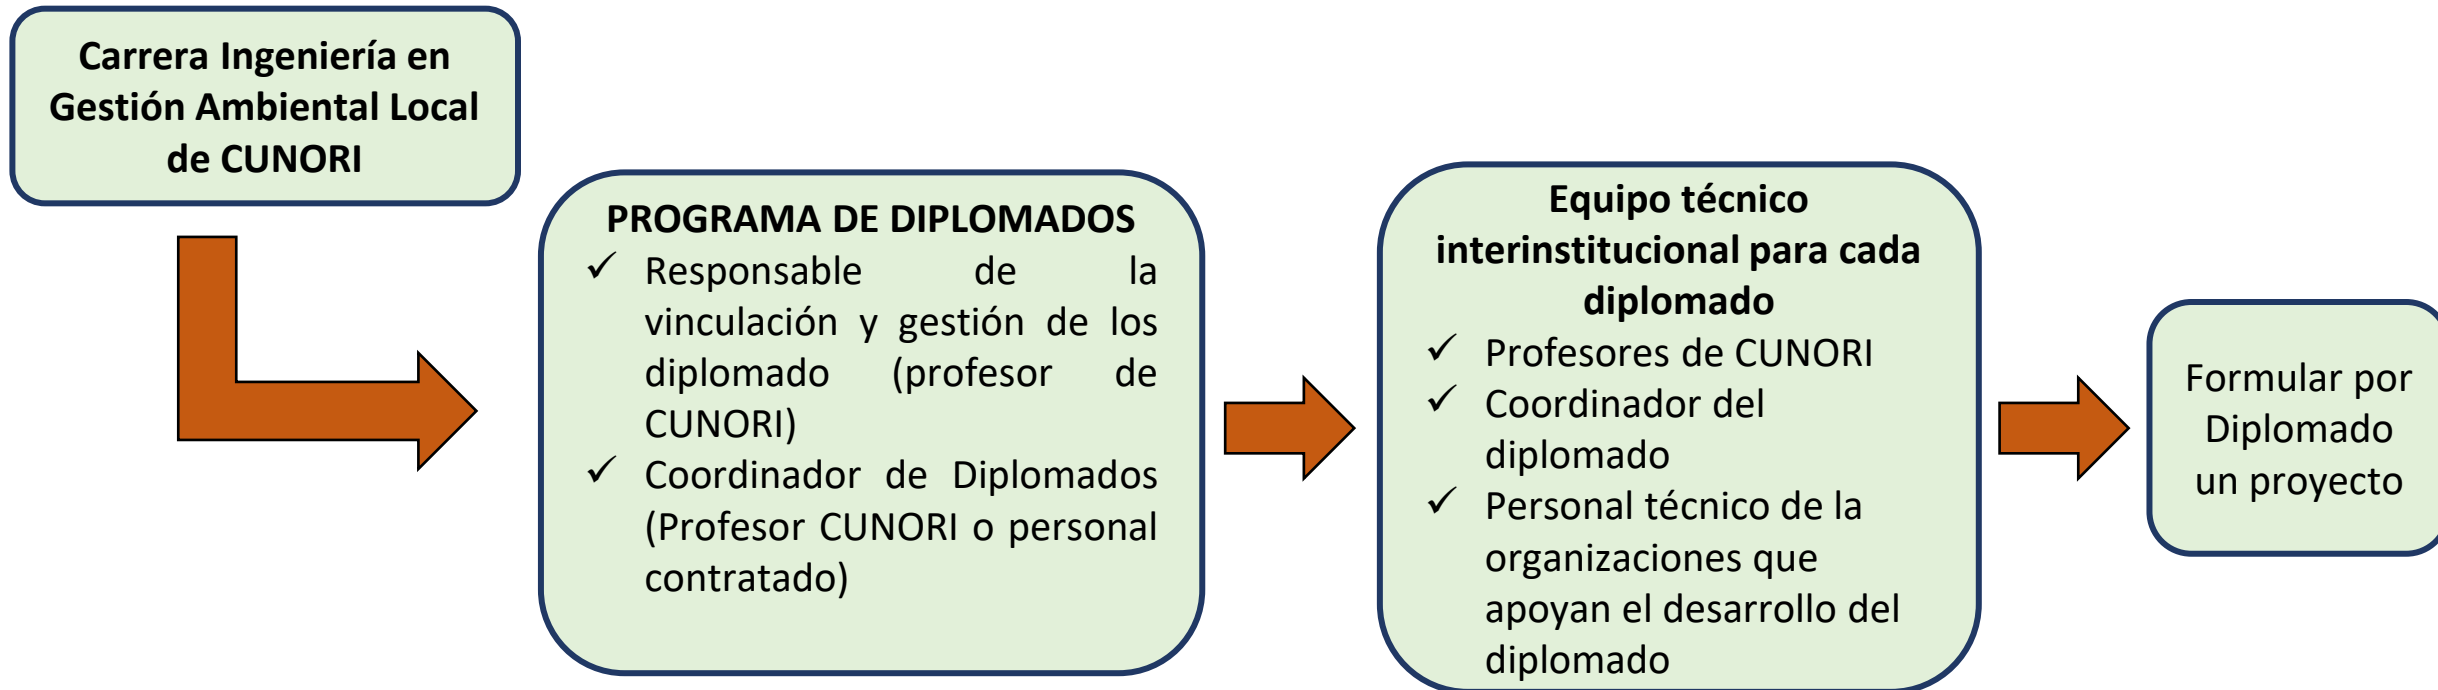 Carrera Ingeniería en
Gestión Ambiental Local
de CUNORI
PROGRAMA DE DIPLOMADOS
✓ Responsable de la
vinculación y gestión de los
diplomado (profesor de
CUNORI)
✓ Coordinador de Diplomados
(Profesor CUNORI o personal
contratado)
Equipo técnico
interinstitucional para cada
diplomado
✓ Profesores de CUNORI
✓ Coordinador del
diplomado
✓ Personal técnico de la
organizaciones que
apoyan el desarrollo del
diplomado
Formular por
Diplomado
un proyecto